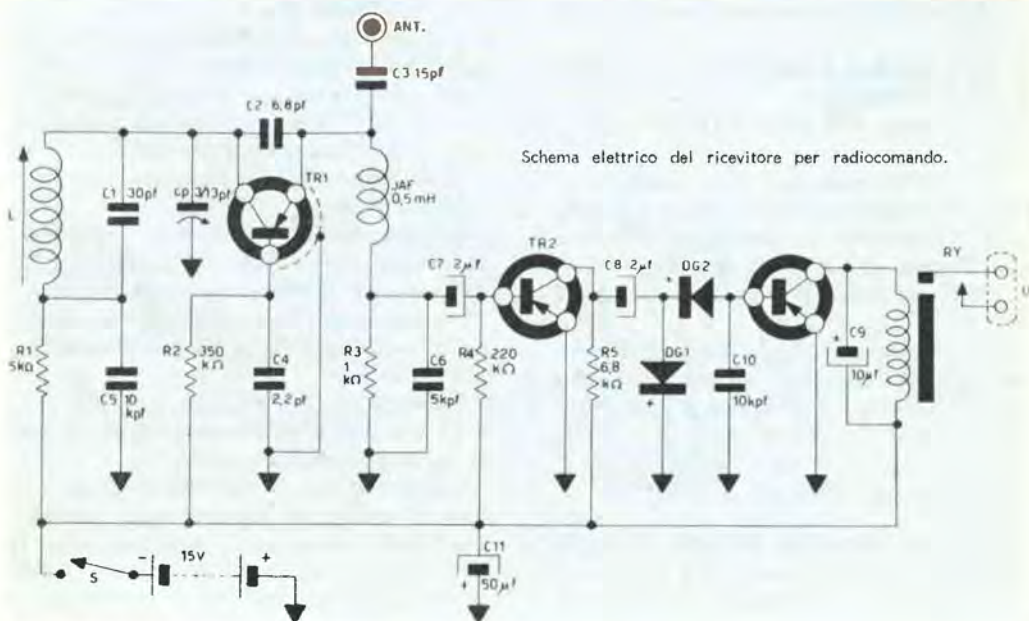 ANT.
C3 15pf
C2 6,8pf
Schema elettrico del ricevitore per radiocomando.
TR1
JAF
0,5mH
C1 30pf
cp 3/13pf
L
TR2
C7 2µf
C8 2µf
DG2
RY
U
C9
10µf
R1
5kΩ
C5 10
kpf
R2 350
kΩ
C4
2,2pf
R3
1
kΩ
C6
5kpf
R4 220
kΩ
R5
6,8
kΩ
DG1
+
C10
10kpf
+
S
-
15V
+
C11
+
50µf